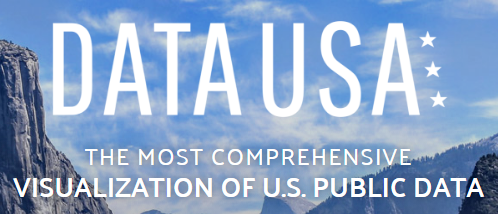 DATA USA
THE MOST COMPREHENSIVE
VISUALIZATION OF U.S. PUBLIC DATA